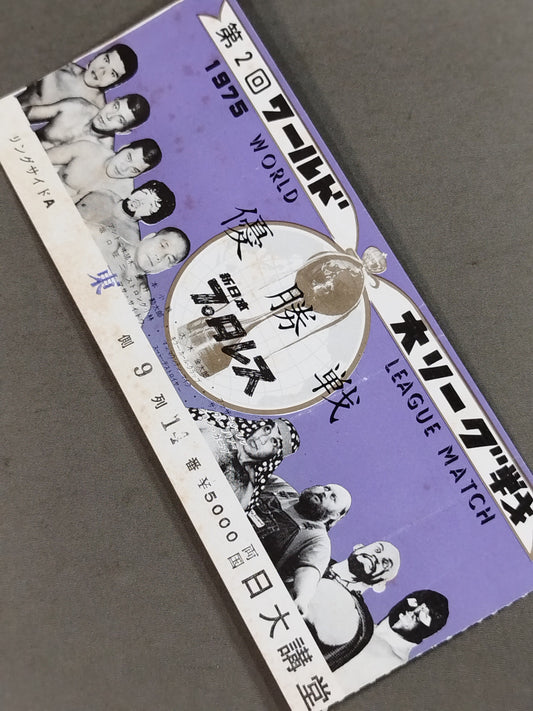 第2回ワールド大リーグ戦
1975 WORLD LEAGUE MATCH
優勝戦
新日本
プロレス
リングサイドA
東側9列14番¥5000
両国
日大講堂